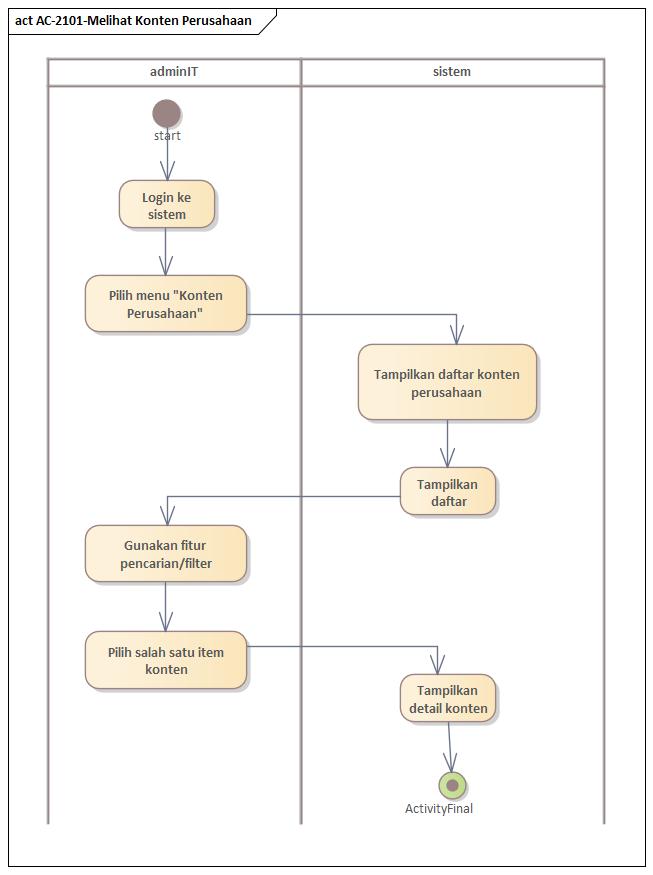 act AC-2101-Melihat Konten Perusahaan
adminIT
sistem
start
Login ke
sistem
Pilih menu "Konten
Perusahaan"
Tampilkan daftar konten
perusahaan
Tampilkan
daftar
Gunakan fitur
pencarian/filter
Pilih salah satu item
konten
Tampilkan
detail konten
ActivityFinal